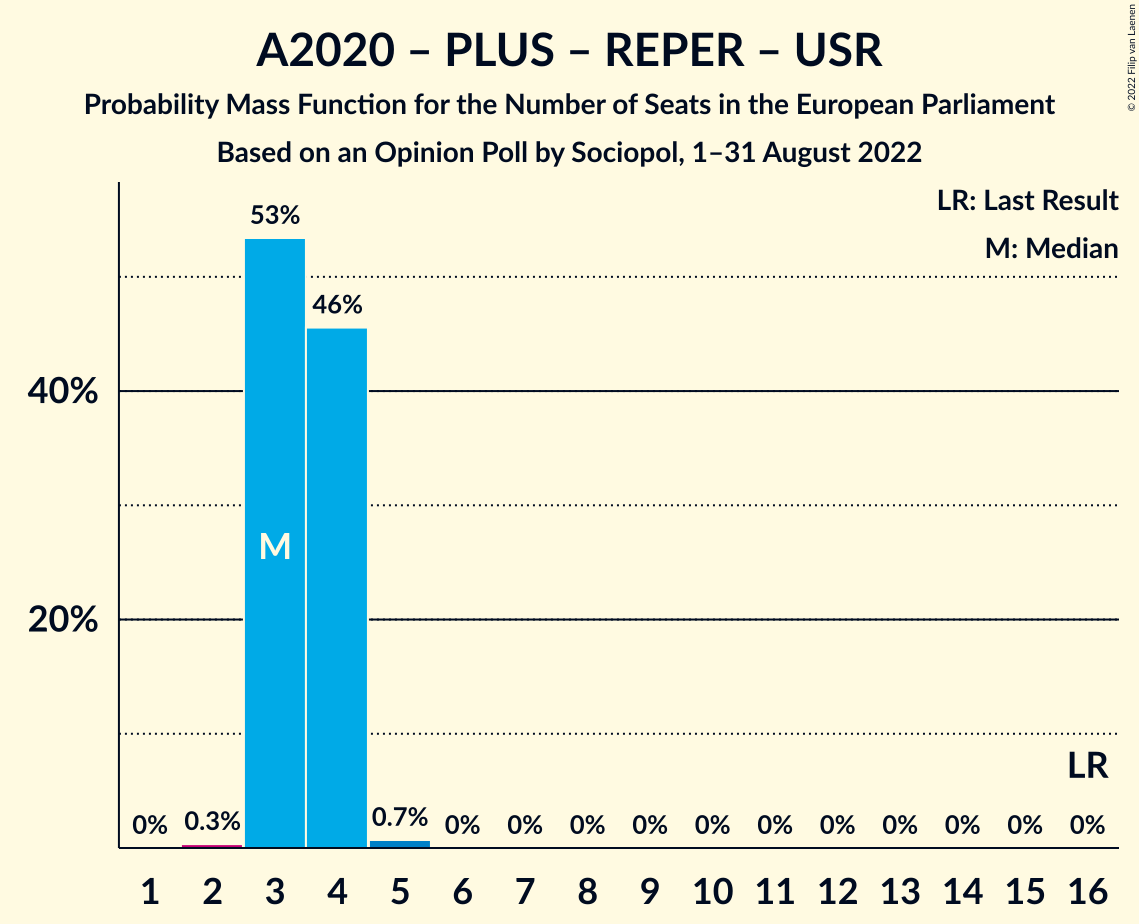 A2020 – PLUS – REPER – USR
Probability Mass Function for the Number of Seats in the European Parliament
Based on an Opinion Poll by Sociopol, 1–31 August 2022
© 2022 Filip van Laenen
LR: Last Result
M: Median
53%
46%
40%
M
20%
LR
0% 0.3% 0.7% 0% 0% 0% 0% 0% 0% 0% 0% 0% 0% 0%
1 2 3 4 5 6 7 8 9 10 11 12 13 14 15 16